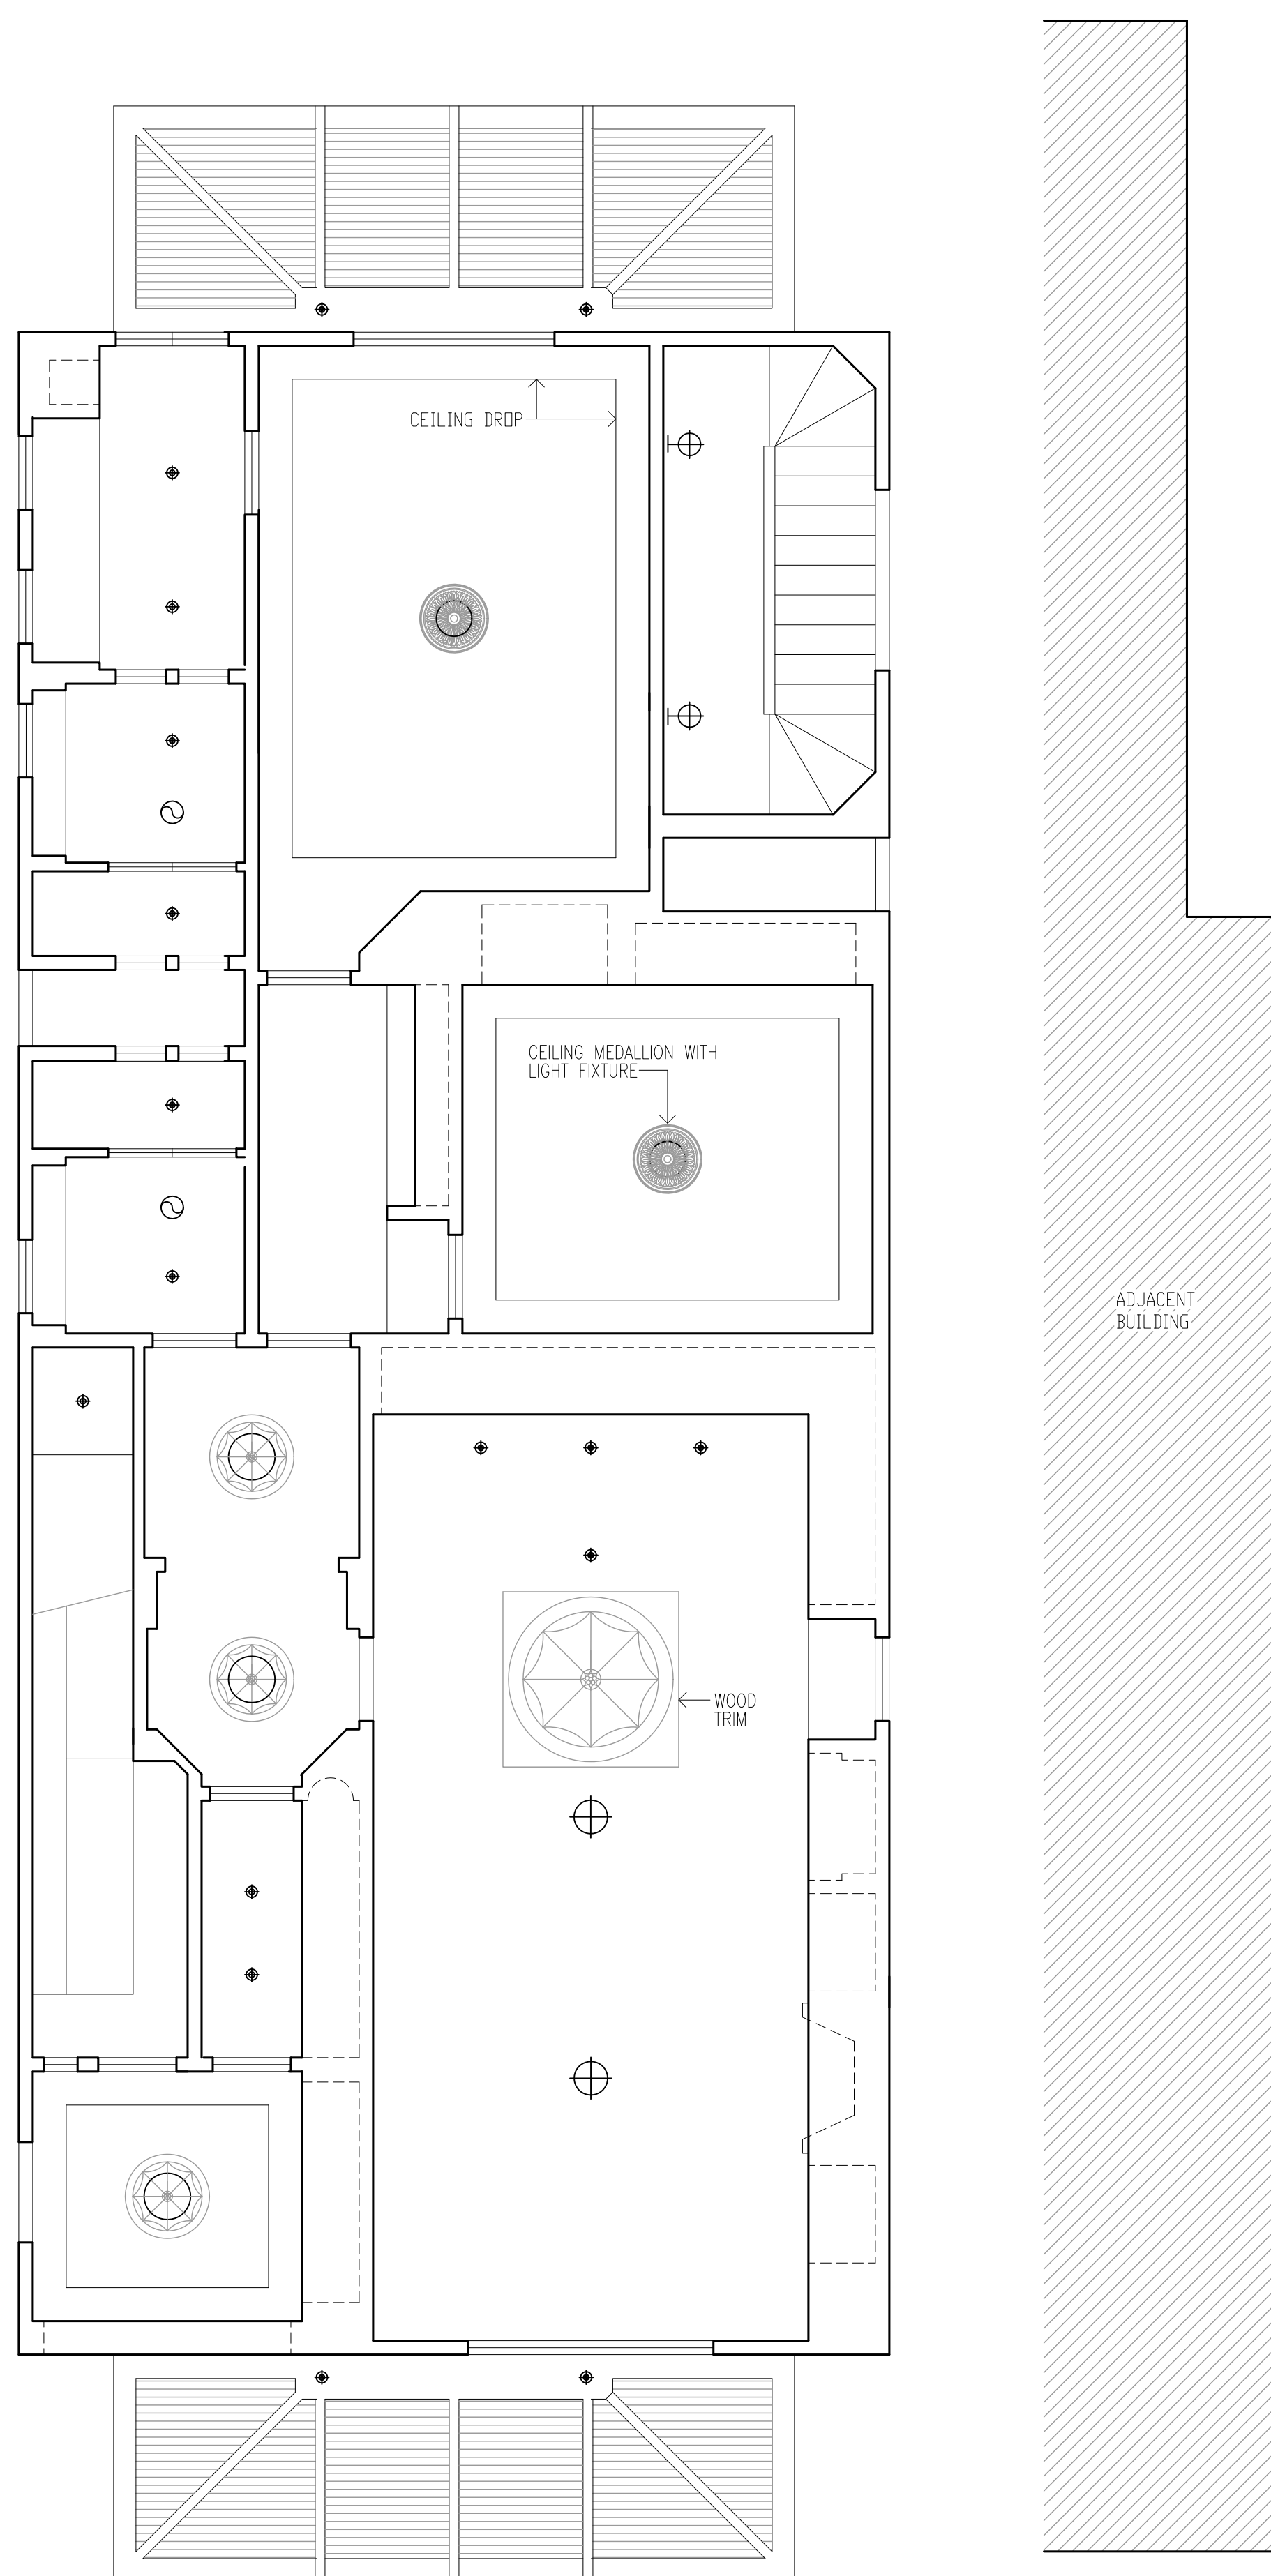 CEILING DROP
CEILING MEDALLION WITH
LIGHT FIXTURE
ADJACENT
BUILDING
WOOD
TRIM